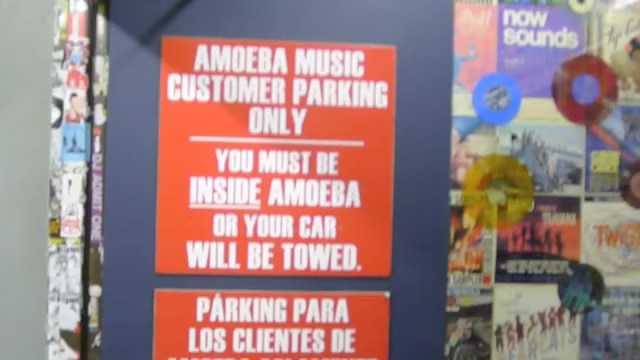 AMOEBA MUSIC
CUSTOMER PARKING
ONLY
YOU MUST BE
INSIDE AMOEBA
OR YOUR CAR
WILL BE TOWED.
PÁRKING PARA
LOS CLIENTES DE
now
sounds